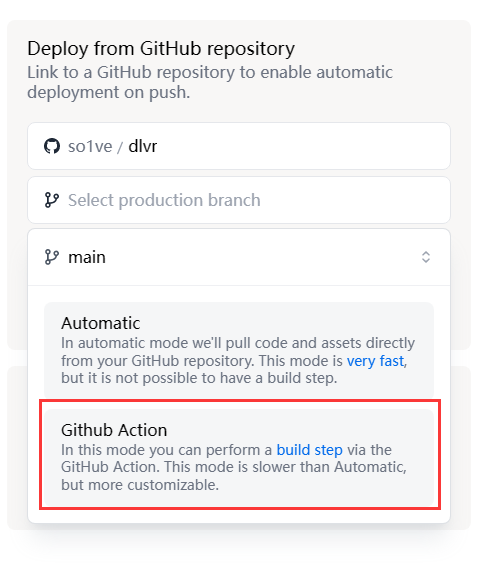 Deploy from GitHub repository
Link to a GitHub repository to enable automatic
deployment on push.
so1ve / dlvr
Select production branch
main
Automatic
In automatic mode we'll pull code and assets directly
from your GitHub repository. This mode is very fast,
but it is not possible to have a build step.
Github Action
In this mode you can perform a build step via the
GitHub Action. This mode is slower than Automatic,
but more customizable.